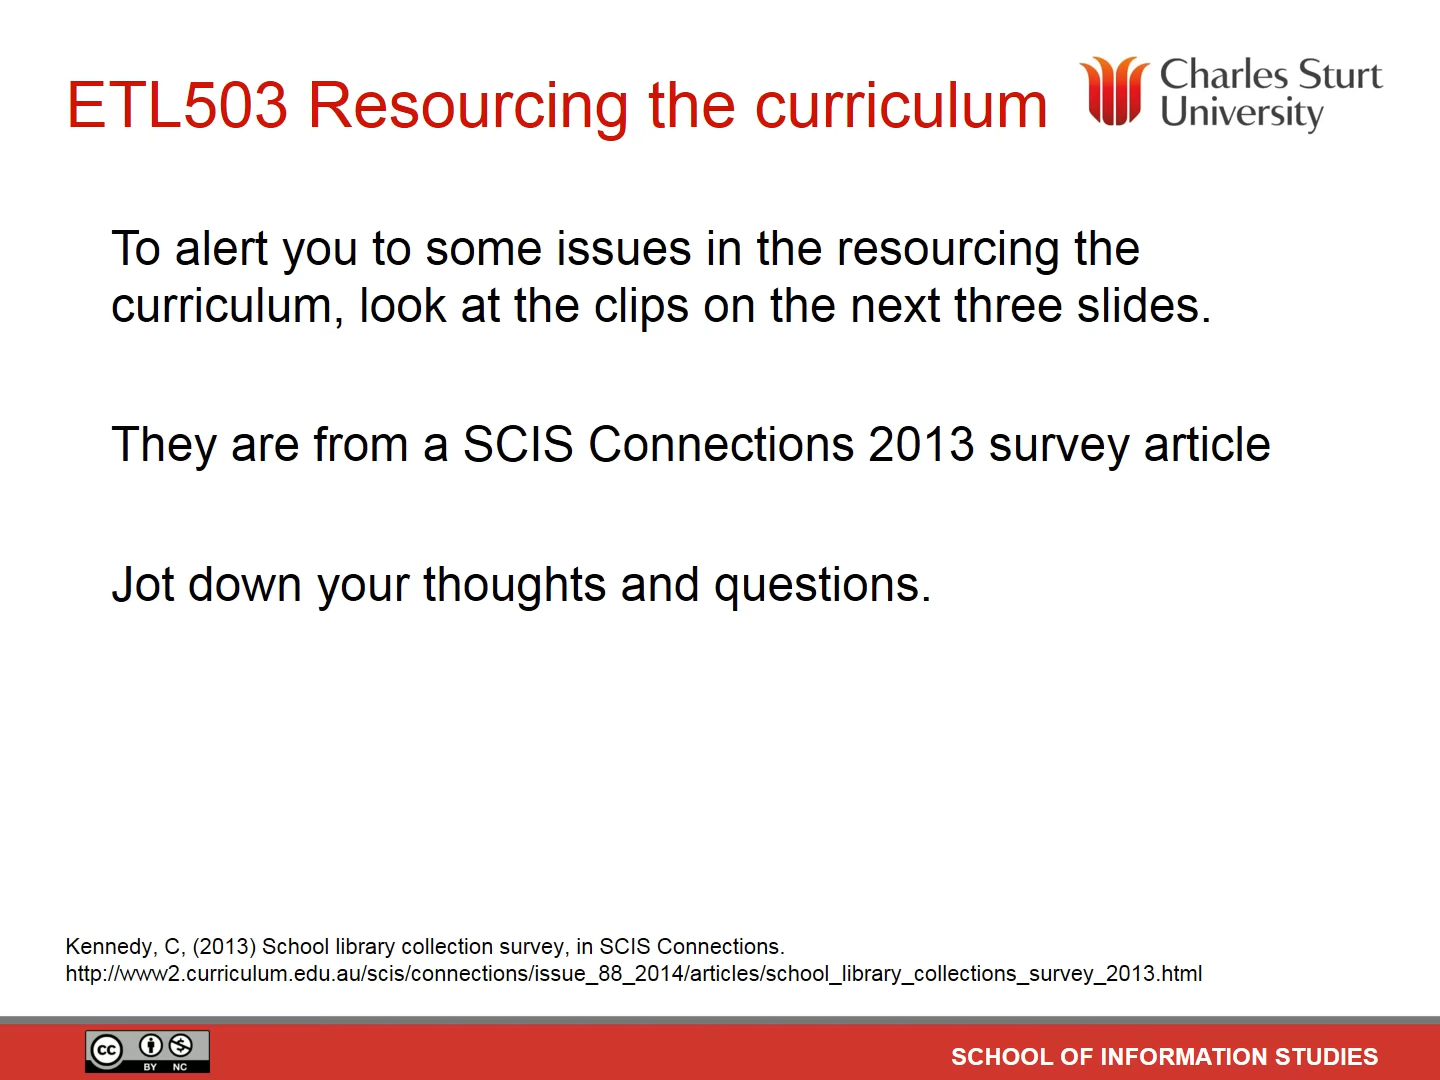 ETL503 Resourcing the curriculum
Charles Sturt
University
To alert you to some issues in the resourcing the
curriculum, look at the clips on the next three slides.
They are from a SCIS Connections 2013 survey article
Jot down your thoughts and questions.
Kennedy, C, (2013) School library collection survey, in SCIS Connections.
http://www2.curriculum.edu.au/scis/connections/issue_88_2014/articles/school_library_collections_survey_2013.html
cc
BY NC
SCHOOL OF INFORMATION STUDIES